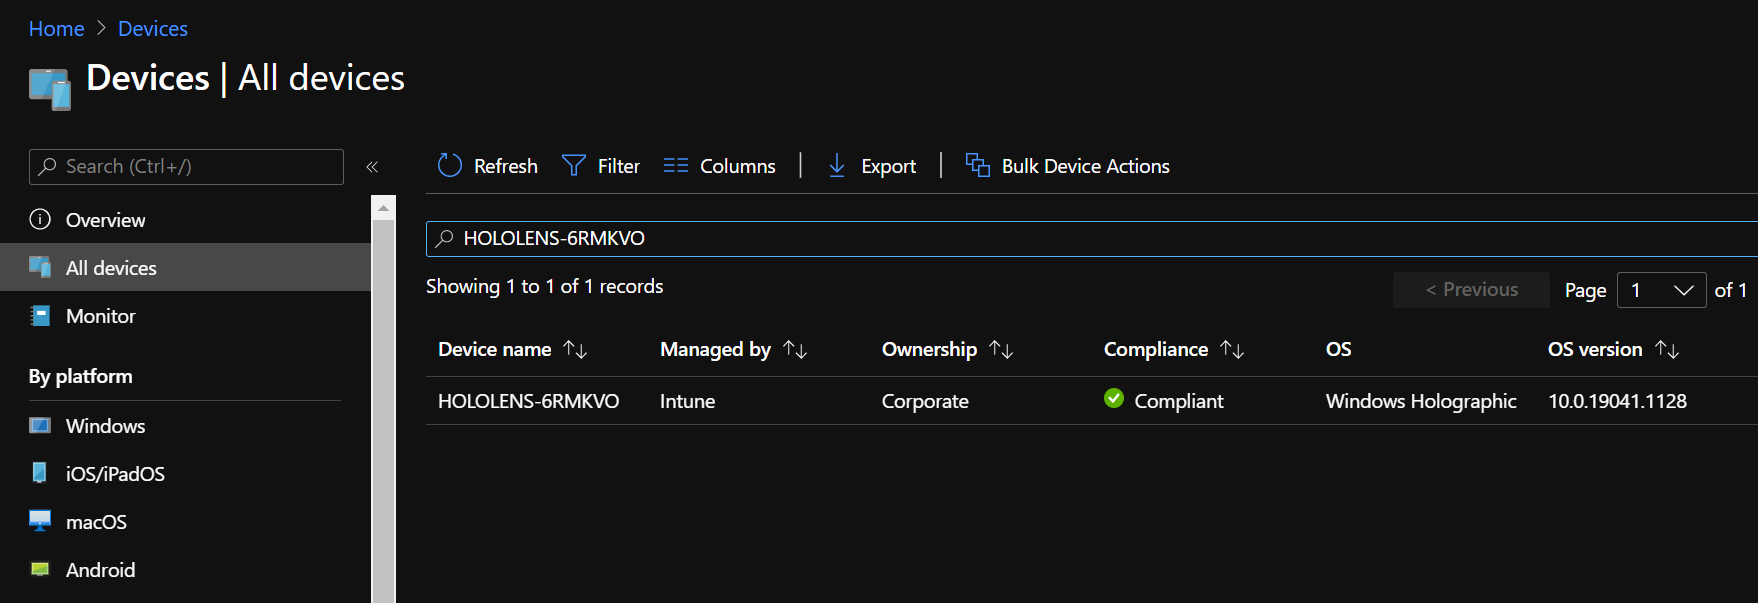 Home > Devices
Devices | All devices
Search (Ctrl+/)
«
Overview
All devices
Monitor
By platform
Windows
iOS/iPadOS
macOS
Android
Refresh Filter Columns | Export | Bulk Device Actions
HOLOLENS-6RMKVO
Showing 1 to 1 of 1 records
< Previous Page 1 of 1
Device name ↑↓ Managed by ↑↓ Ownership ↑↓ Compliance ↑↓ OS OS version ↑↓
HOLOLENS-6RMKVO Intune Corporate Compliant Windows Holographic 10.0.19041.1128